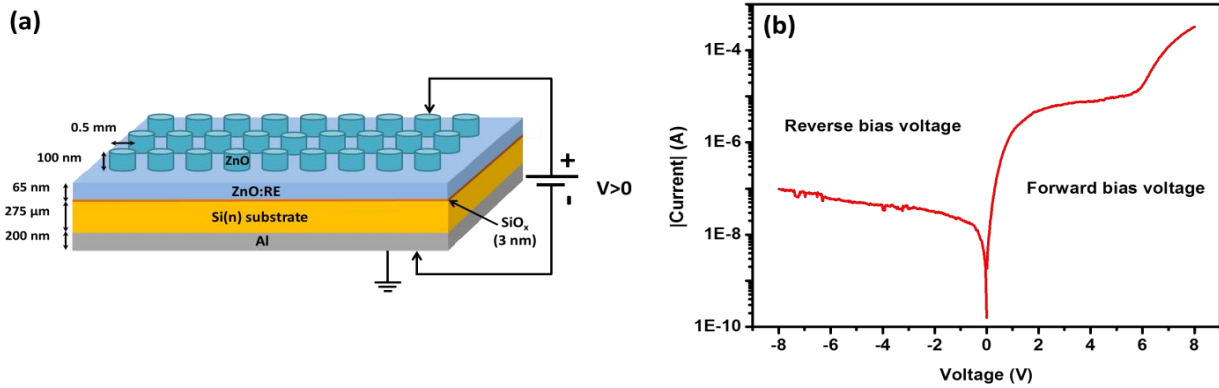 (a)
0.5 mm
100 nm
ZnO
65 nm
ZnO:RE
275 µm
Si(n) substrate
200 nm
Al
SiOx
(3 nm)
+
-
V>0
(b)
1E-4
1E-6
1E-8
1E-10
|Current| (A)
Reverse bias voltage
Forward bias voltage
-8 -6 -4 -2 0 2 4 6 8
Voltage (V)